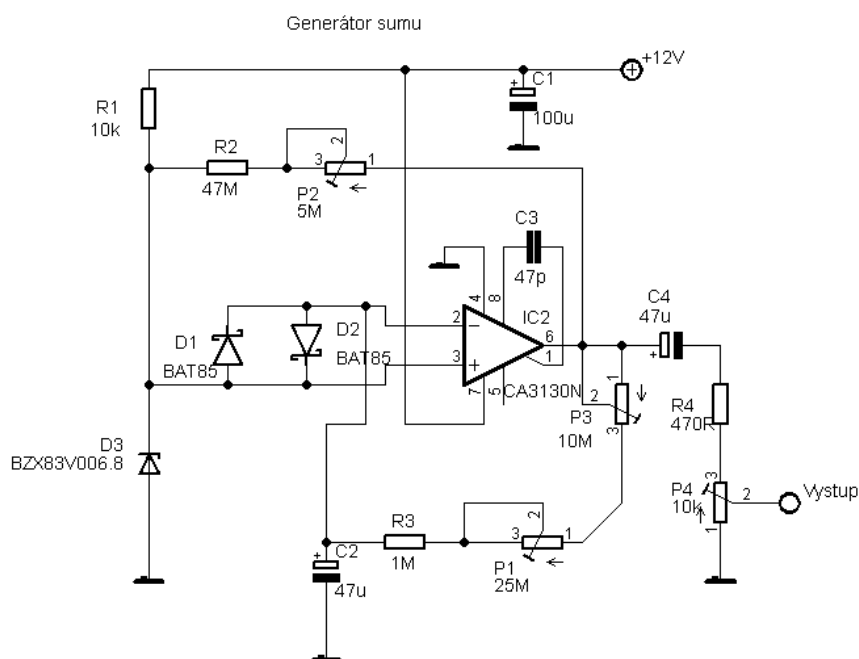 Generátor sumu
+12V
C1
100u
R1
10k
R2
47M
2
3
1
P2
5M
C3
47p
4
8
IC2
2
3
6
1
7
5
CA3130N
D1
BAT85
D2
BAT85
C4
47u
1
2
3
P3
10M
R4
470R
D3
BZX83V006.8
3
2
1
P4
10k
Vystup
R3
1M
2
3
1
P1
25M
C2
47u